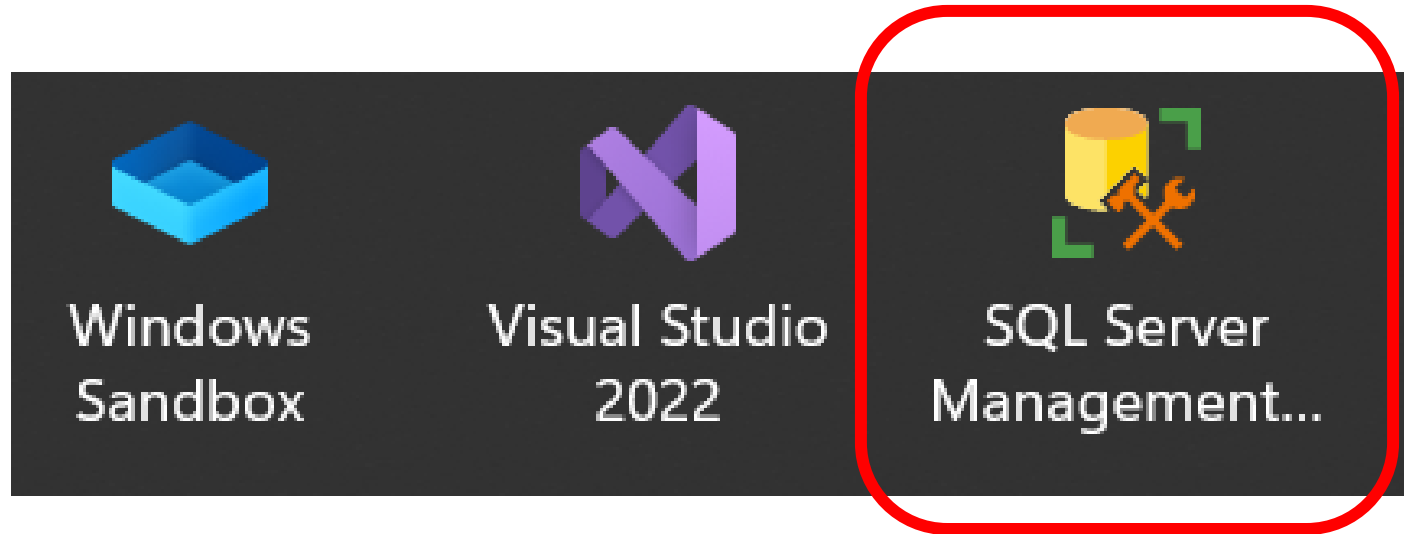 Windows
Sandbox
Visual Studio
2022
SQL Server
Management...